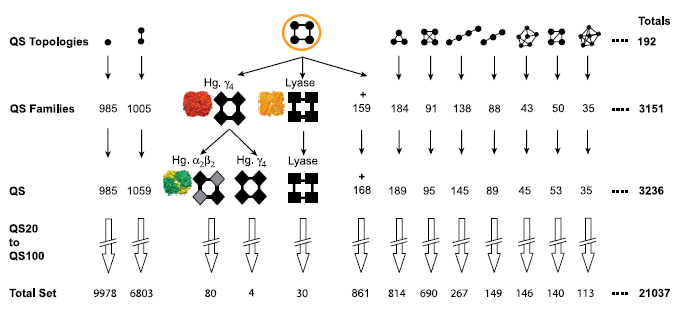 Totals
QS Topologies 192
Hg. γ4 Lyase
+
QS Families 985 1005 159 184 91 138 88 43 50 35 3151
Hg. α2β2 Hg. γ4 Lyase
+
QS 985 1059 168 189 95 145 89 45 53 35 3236
QS20
to
QS100
Total Set 9978 6803 80 4 30 861 814 690 267 149 146 140 113 21037